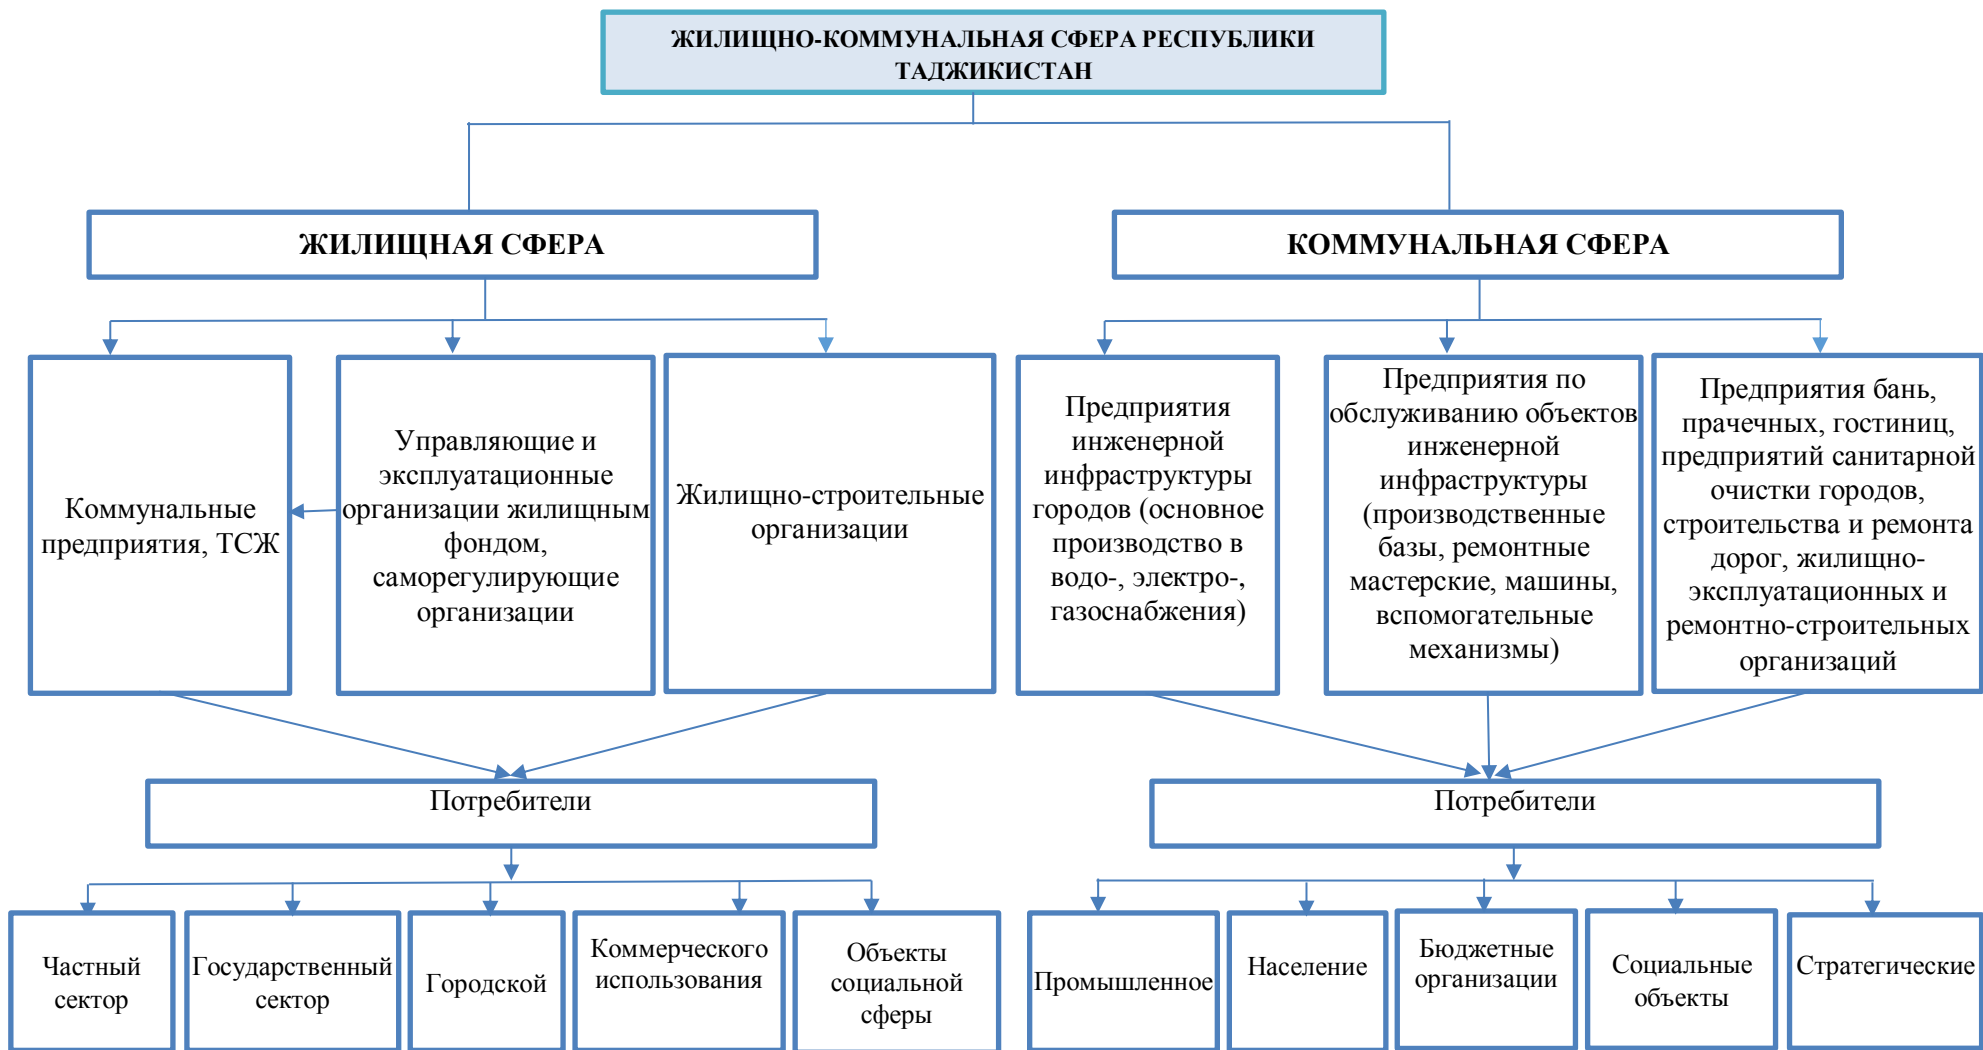 ЖИЛИЩНО-КОММУНАЛЬНАЯ СФЕРА РЕСПУБЛИКИ
ТАДЖИКИСТАН
ЖИЛИЩНАЯ СФЕРА
КОММУНАЛЬНАЯ СФЕРА
Коммунальные
предприятия, ТСЖ
Управляющие и
эксплуатационные
организации жилищным
фондом,
саморегулирующие
организации
Жилищно-строительные
организации
Предприятия
инженерной
инфраструктуры
городов (основное
производство в
водо-, электро-,
газоснабжения)
Предприятия по
обслуживанию объектов
инженерной
инфраструктуры
(производственные
базы, ремонтные
мастерские, машины,
вспомогательные
механизмы)
Предприятия бань,
прачечных, гостиниц,
предприятий санитарной
очистки городов,
строительства и ремонта
дорог, жилищно-
эксплуатационных и
ремонтно-строительных
организаций
Потребители
Потребители
Частный
сектор
Государственный
сектор
Городской
Коммерческого
использования
Объекты
социальной
сферы
Промышленное
Население
Бюджетные
организации
Социальные
объекты
Стратегические